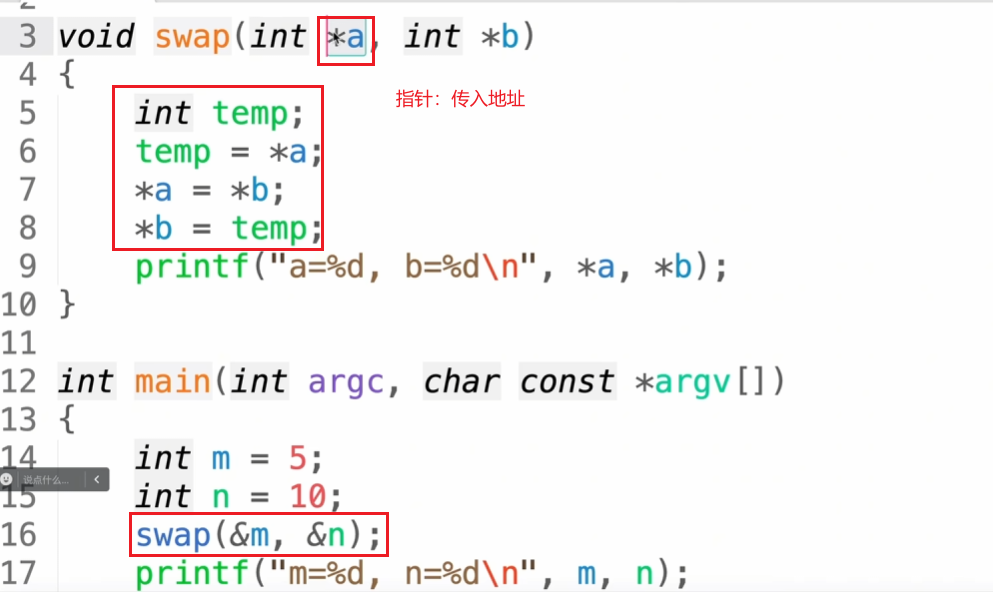 3 void swap(int *a, int *b)
4 {
指针：传入地址
5 int temp;
6 temp = *a;
7 *a = *b;
8 *b = temp;
9 printf("a=%d, b=%d\n", *a, *b);
10 }
11
12 int main(int argc, char const *argv[])
13 {
14 int m = 5;
说点什么...
15 int n = 10;
16 swap(&m, &n);
17 printf("m=%d, n=%d\n", m, n);